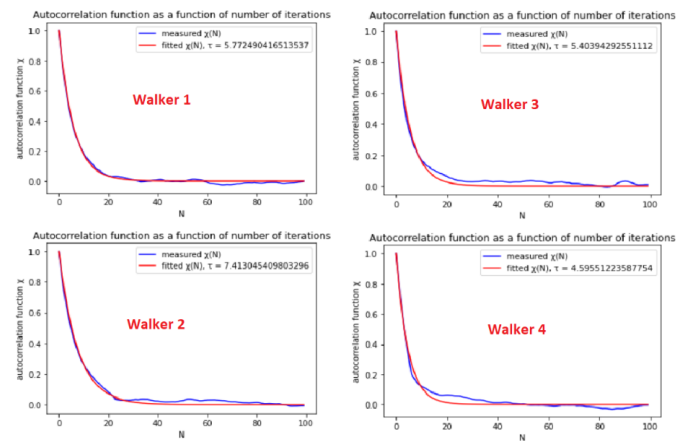 Autocorrelation function as a function of number of iterations
1.0
0.8
0.6
0.4
0.2
0.0
autocorrelation function χ
measured χ(N)
fitted χ(N), τ = 5.772490416513537
Walker 1
0
20
40
60
80
100
N
Autocorrelation function as a function of number of iterations
1.0
0.8
0.6
0.4
0.2
0.0
autocorrelation function χ
measured χ(N)
fitted χ(N), τ = 5.40394292551112
Walker 3
0
20
40
60
80
100
N
Autocorrelation function as a function of number of iterations
1.0
0.8
0.6
0.4
0.2
0.0
autocorrelation function χ
measured χ(N)
fitted χ(N), τ = 7.413045409803296
Walker 2
0
20
40
60
80
100
N
Autocorrelation function as a function of number of iterations
1.0
0.8
0.6
0.4
0.2
0.0
autocorrelation function χ
measured χ(N)
fitted χ(N), τ = 4.59551223587754
Walker 4
0
20
40
60
80
100
N